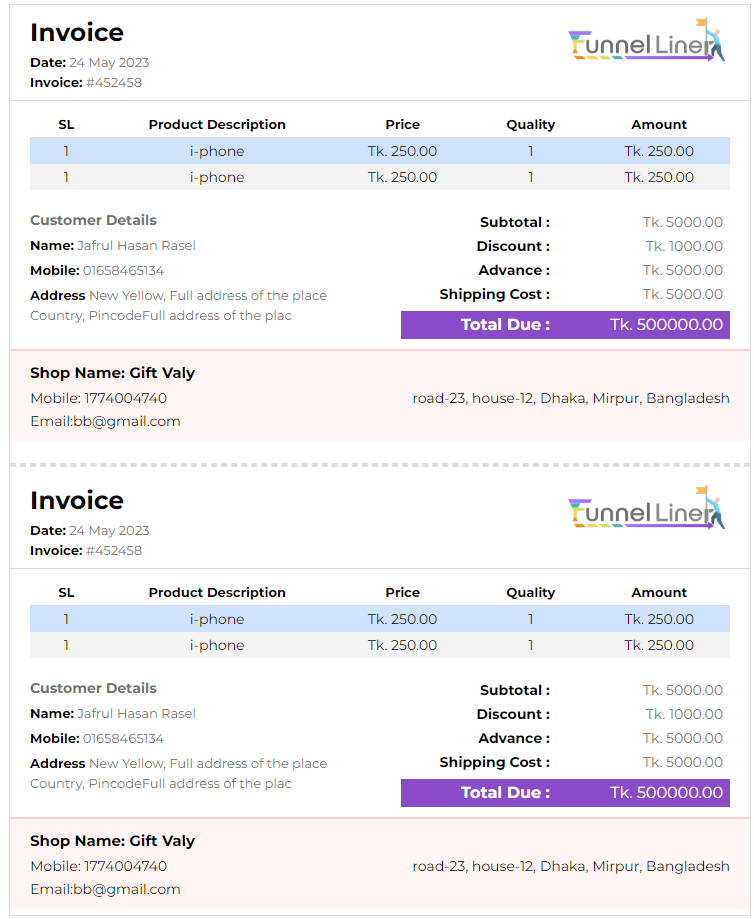 Invoice
Funnel Liner
Date: 24 May 2023
Invoice: #452458
SL Product Description Price Quality Amount
1 i-phone Tk. 250.00 1 Tk. 250.00
1 i-phone Tk. 250.00 1 Tk. 250.00
Customer Details
Name: Jafrul Hasan Rasel
Mobile: 01658465134
Address New Yellow, Full address of the place
Country, PincodeFull address of the plac
Subtotal : Tk. 5000.00
Discount : Tk. 1000.00
Advance : Tk. 5000.00
Shipping Cost : Tk. 5000.00
Total Due : Tk. 500000.00
Shop Name: Gift Valy
Mobile: 1774004740
road-23, house-12, Dhaka, Mirpur, Bangladesh
Email:bb@gmail.com
Invoice
Funnel Liner
Date: 24 May 2023
Invoice: #452458
SL Product Description Price Quality Amount
1 i-phone Tk. 250.00 1 Tk. 250.00
1 i-phone Tk. 250.00 1 Tk. 250.00
Customer Details
Name: Jafrul Hasan Rasel
Mobile: 01658465134
Address New Yellow, Full address of the place
Country, PincodeFull address of the plac
Subtotal : Tk. 5000.00
Discount : Tk. 1000.00
Advance : Tk. 5000.00
Shipping Cost : Tk. 5000.00
Total Due : Tk. 500000.00
Shop Name: Gift Valy
Mobile: 1774004740
road-23, house-12, Dhaka, Mirpur, Bangladesh
Email:bb@gmail.com